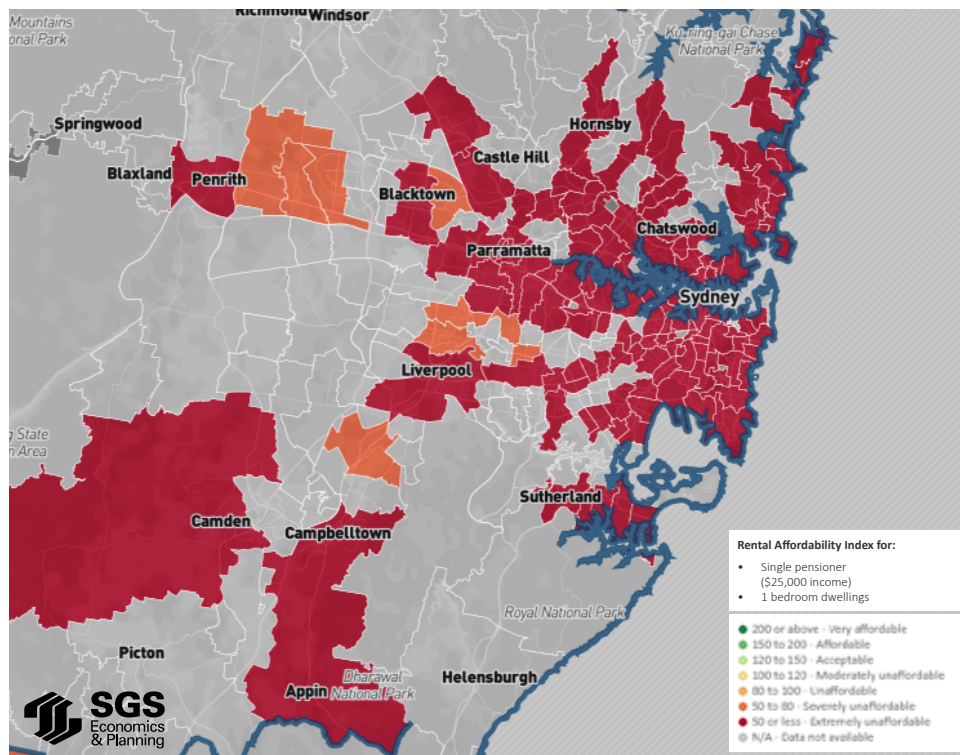 Richmond
Windsor
Mountains
onal Park
Ku-ring-gai Chase
National Park
Springwood
Hornsby
Castle Hill
Blaxland
Penrith
Blacktown
Chatswood
Parramatta
Sydney
Liverpool
g State
n Area
Sutherland
Camden
Campbelltown
Royal National Park
Picton
Helensburgh
Appin
Dharawal
National Park
SGS
Economics
& Planning
Rental Affordability Index for:
• Single pensioner
($25,000 income)
• 1 bedroom dwellings
200 or above - Very affordable
150 to 200 - Affordable
120 to 150 - Acceptable
100 to 120 - Moderately unaffordable
80 to 100 - Unaffordable
50 to 80 - Severely unaffordable
50 or less - Extremely unaffordable
N/A - Data not available